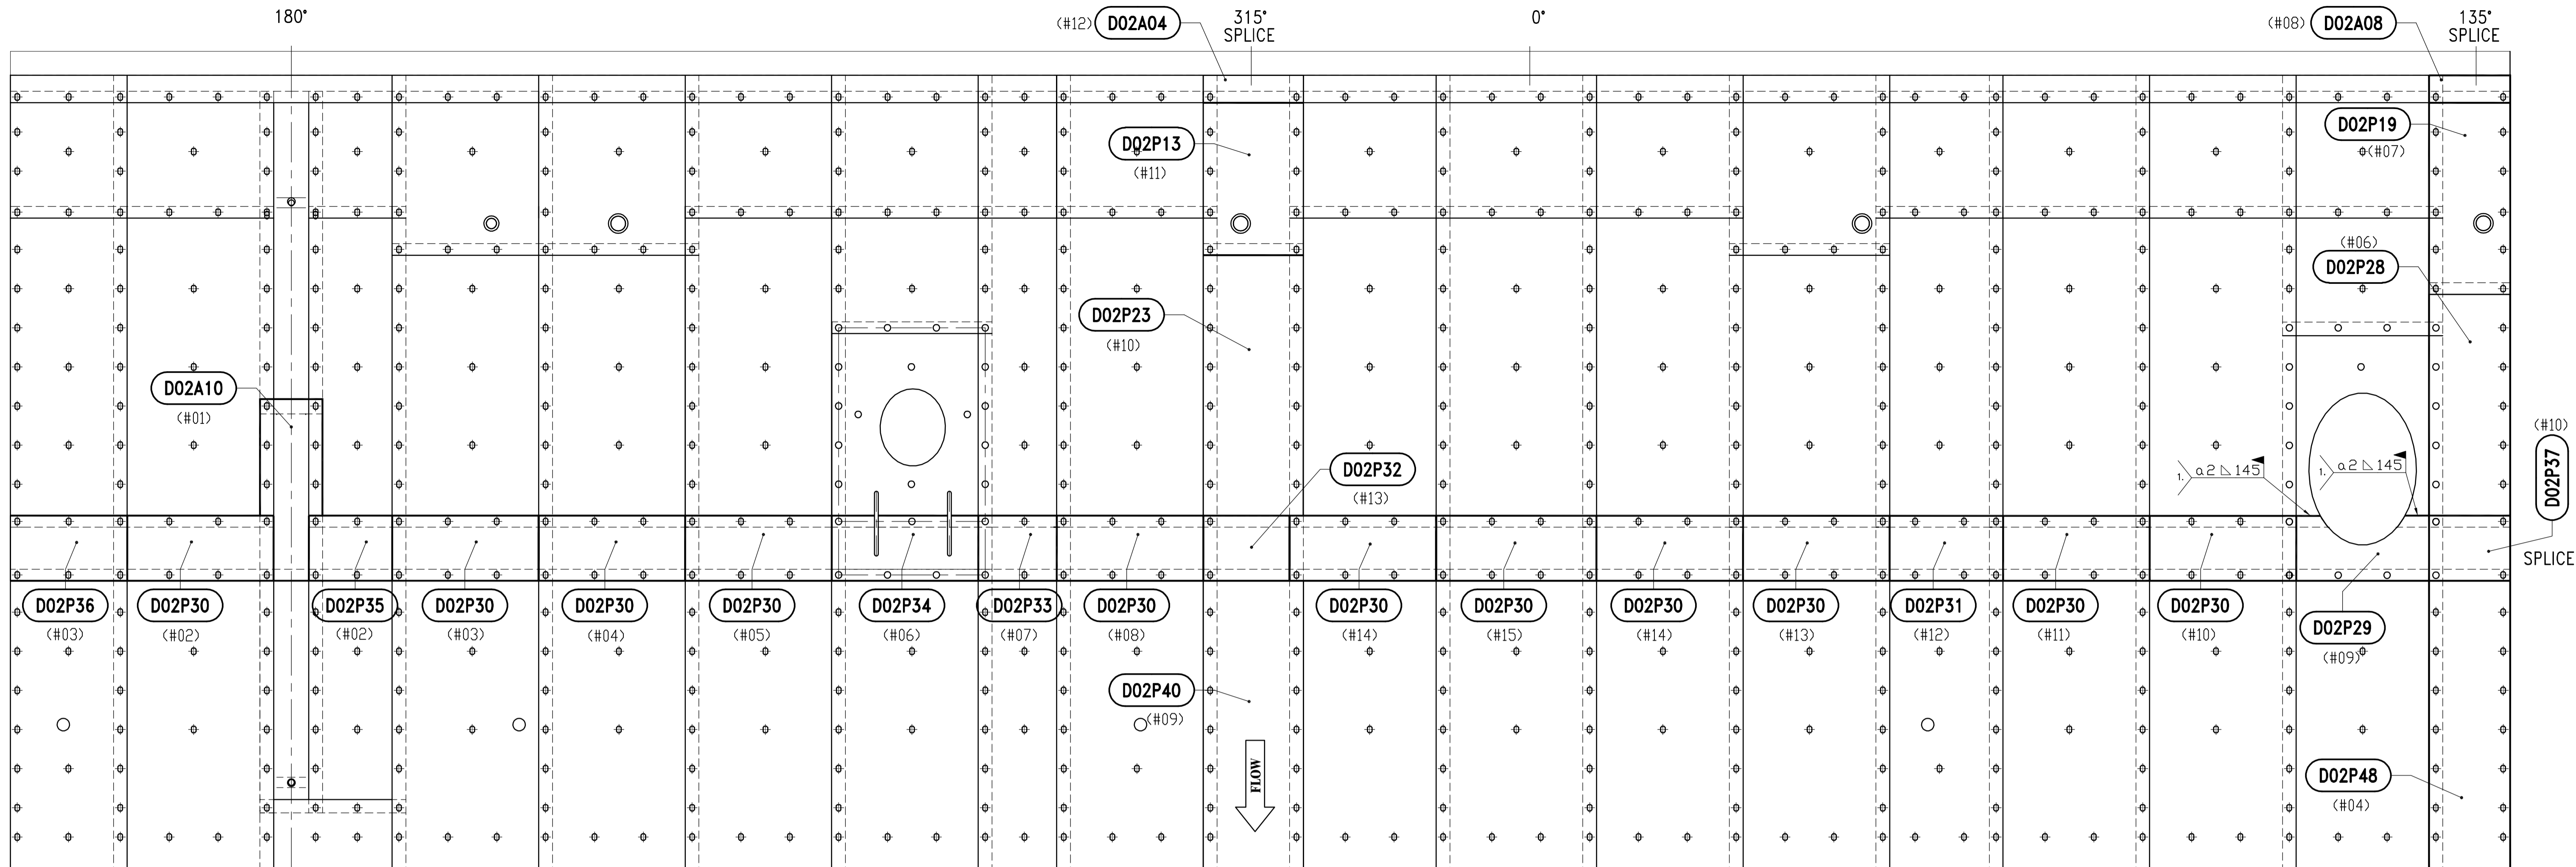 180°
(#12) D02A04
315°
SPLICE
0°
(#08) D02A08
135°
SPLICE
D02P13
(#11)
D02P19
(#07)
(#06)
D02P28
D02P23
(#10)
D02A10
(#01)
D02P32
(#13)
1. a2 145
1. a2 145
(#10)
D02P37
SPLICE
D02P36
(#03)
D02P30
(#02)
D02P35
(#02)
D02P30
(#03)
D02P30
(#04)
D02P30
(#05)
D02P34
(#06)
D02P33
(#07)
D02P30
(#08)
D02P30
(#14)
D02P30
(#15)
D02P30
(#14)
D02P30
(#13)
D02P31
(#12)
D02P30
(#11)
D02P30
(#10)
D02P29
(#09)
D02P40
(#09)
FLOW
D02P48
(#04)